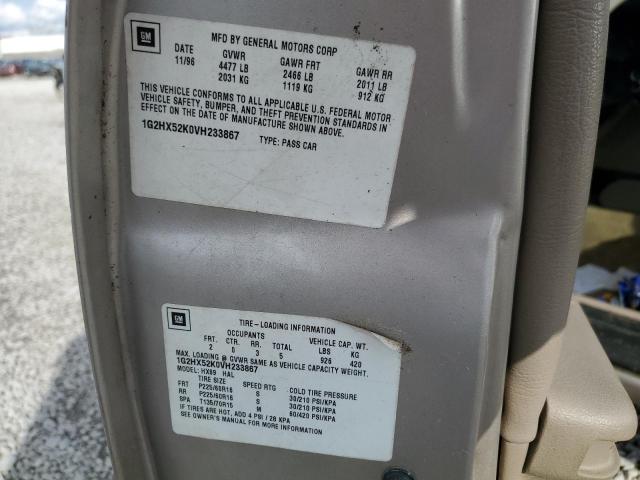 GM
MFD BY GENERAL MOTORS CORP
DATE GVWR GAWR FRT GAWR RR
11/96 4477 LB 2466 LB 2011 LB
2031 KG 1119 KG 912 KG
THIS VEHICLE CONFORMS TO ALL APPLICABLE U.S. FEDERAL MOTOR
VEHICLE SAFETY, BUMPER, AND THEFT PREVENTION STANDARDS IN
EFFECT ON THE DATE OF MANUFACTURE SHOWN ABOVE.
1G2HX52K0VH233867 TYPE: PASS CAR
GM
TIRE-LOADING INFORMATION
OCCUPANTS VEHICLE CAP. WT.
FRT. CTR. RR. TOTAL LBS KG
2 0 3 5 926 420
MAX. LOADING @ GVWR SAME AS VEHICLE CAPACITY WEIGHT.
1G2HX52K0VH233867
MODEL: HX69 HAL
TIRE SIZE SPEED RTG COLD TIRE PRESSURE
FRT P225/60R16 S 30/210 PSI/KPA
RR P225/60R16 S 30/210 PSI/KPA
SPA T135/70R15 M 60/420 PSI/KPA
IF TIRES ARE HOT, ADD 4 PSI / 28 KPA
SEE OWNER'S MANUAL FOR MORE INFORMATION